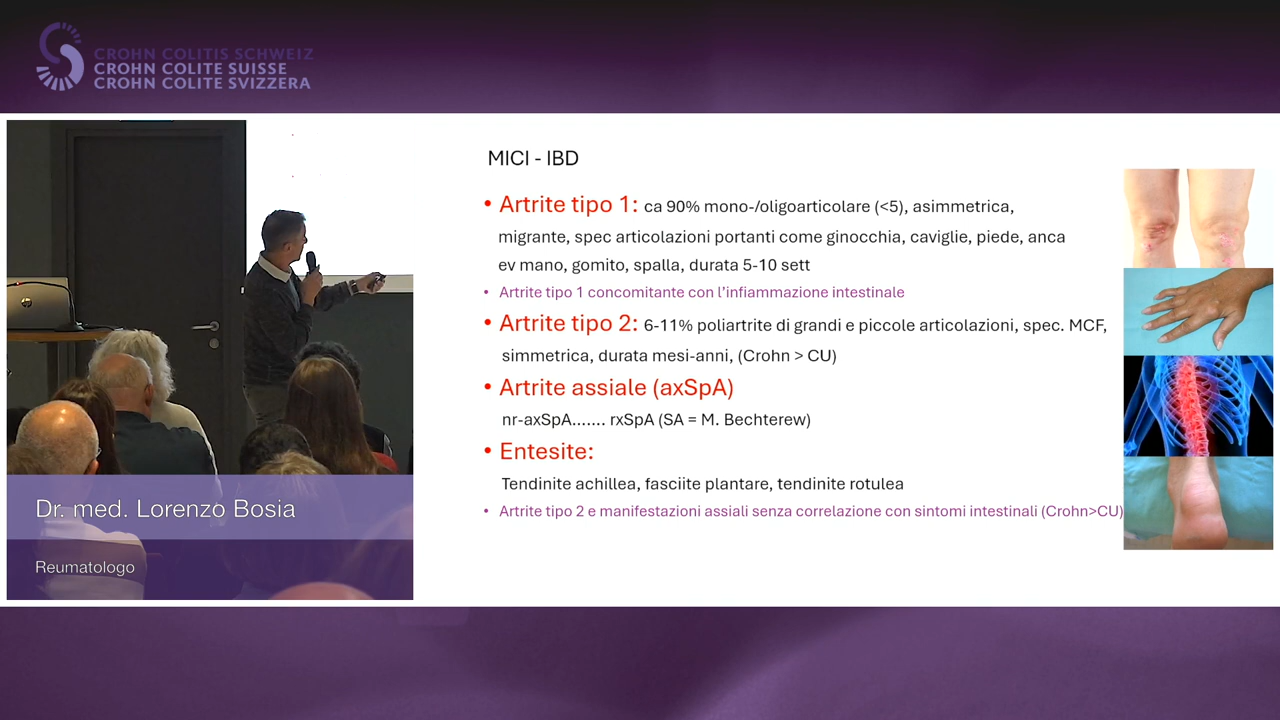 CROHN COLITIS SCHWEIZ
CROHN COLITE SUISSE
CROHN COLITE SVIZZERA
MICI - IBD
• Artrite tipo 1: ca 90% mono-/oligoarticolare (<5), asimmetrica,
migrante, spec articolazioni portanti come ginocchia, caviglie, piede, anca
ev mano, gomito, spalla, durata 5-10 sett
• Artrite tipo 1 concomitante con l’infiammazione intestinale
• Artrite tipo 2: 6-11% poliartrite di grandi e piccole articolazioni, spec. MCF,
simmetrica, durata mesi-anni, (Crohn > CU)
• Artrite assiale (axSpA)
nr-axSpA....... rxSpA (SA = M. Bechterew)
• Entesite:
Tendinite achillea, fasciite plantare, tendinite rotulea
• Artrite tipo 2 e manifestazioni assiali senza correlazione con sintomi intestinali (Crohn>CU)
Dr. med. Lorenzo Bosia
Reumatologo